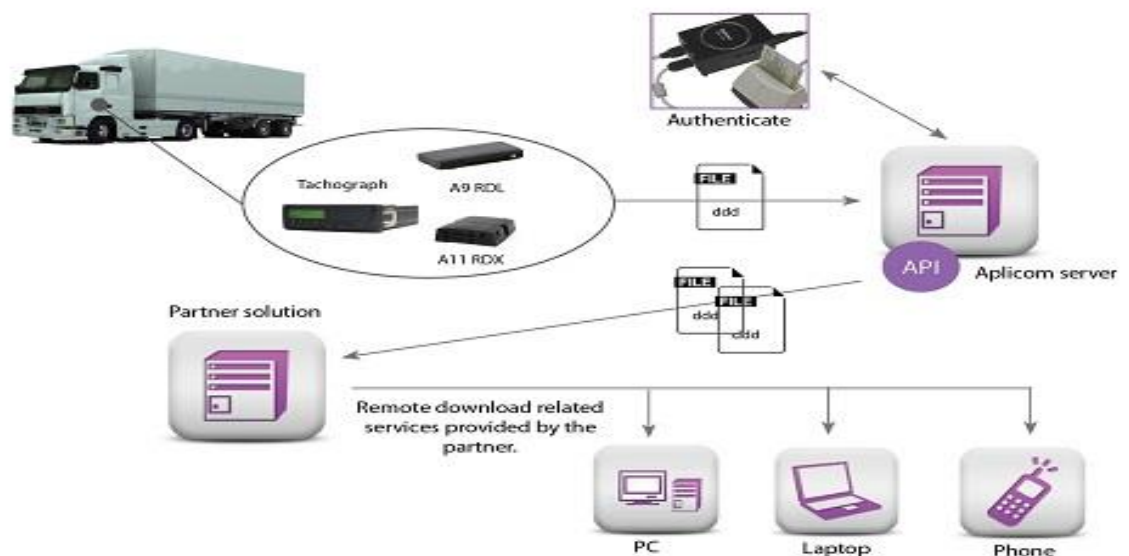 Authenticate
Tachograph
A9 RDL
A11 RDX
FILE
ddd
API
Aplicom server
FILE
ddd
FILE
ddd
Partner solution
Remote download related
services provided by the
partner.
PC
Laptop
Phone